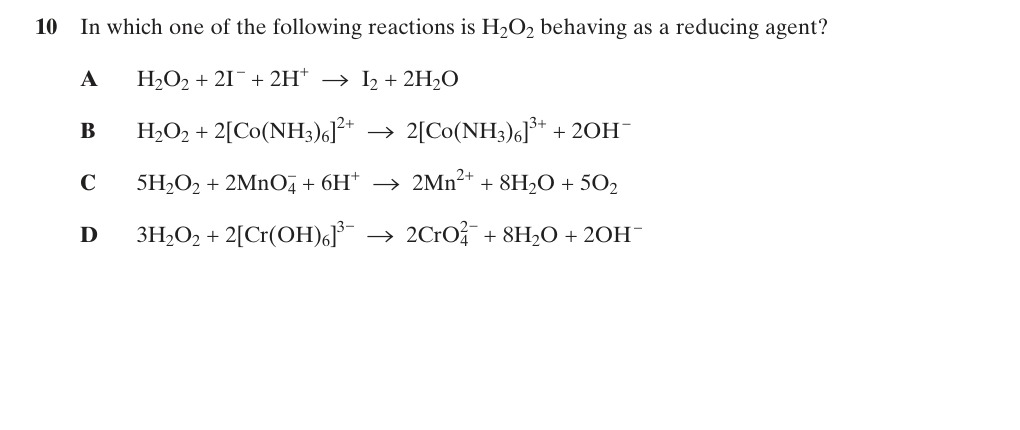 10 In which one of the following reactions is H₂O₂ behaving as a reducing agent?
A H₂O₂ + 2I⁻ + 2H⁺ → I₂ + 2H₂O
B H₂O₂ + 2[Co(NH₃)₆]²⁺ → 2[Co(NH₃)₆]³⁺ + 2OH⁻
C 5H₂O₂ + 2MnO₄⁻ + 6H⁺ → 2Mn²⁺ + 8H₂O + 5O₂
D 3H₂O₂ + 2[Cr(OH)₆]³⁻ → 2CrO₄²⁻ + 8H₂O + 2OH⁻